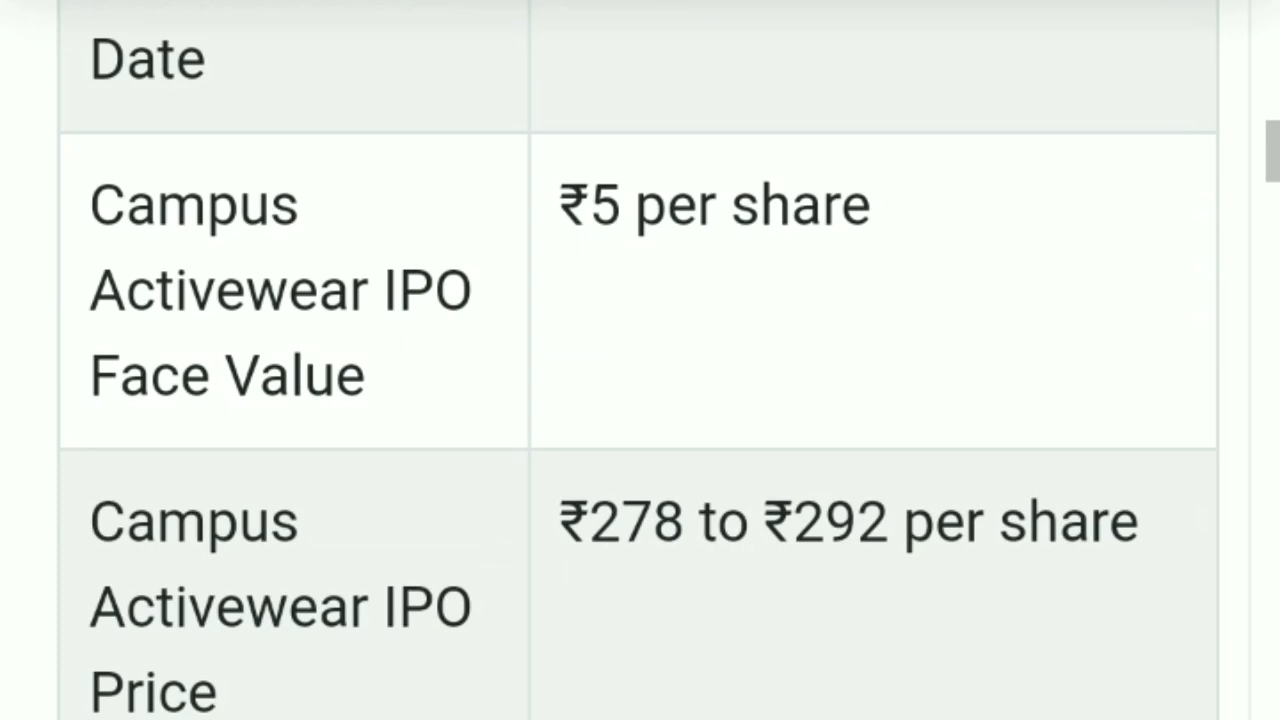 Date
Campus
Activewear IPO
Face Value
₹5 per share
Campus
Activewear IPO
Price
₹278 to ₹292 per share